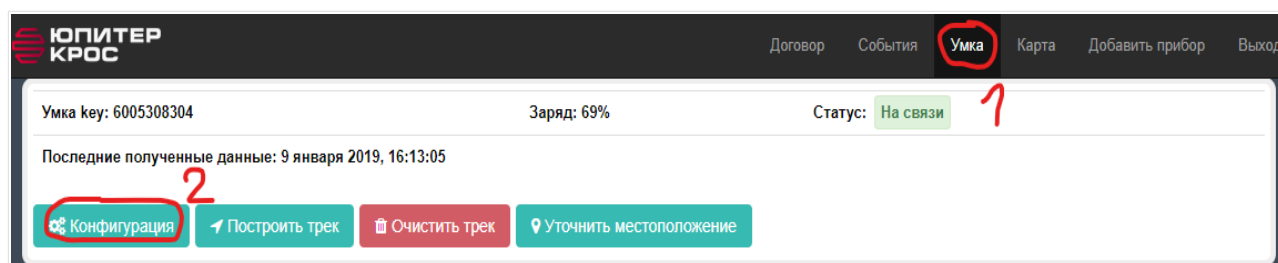 ЮПИТЕР
КРОС
Договор События Умка Карта Добавить прибор Выход
1
Умка key: 6005308304 Заряд: 69% Статус: На связи
Последние полученные данные: 9 января 2019, 16:13:05
2
Конфигурация Построить трек Очистить трек Уточнить местоположение